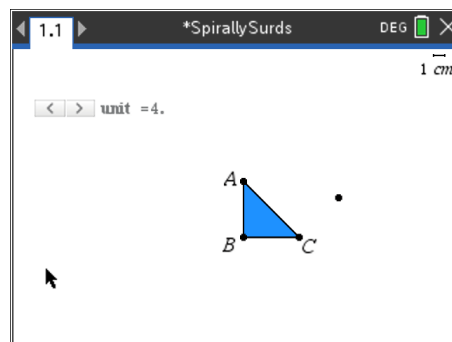 1.1 *SpirallySurds DEG
1 cm
< > unit =4.
A
B C